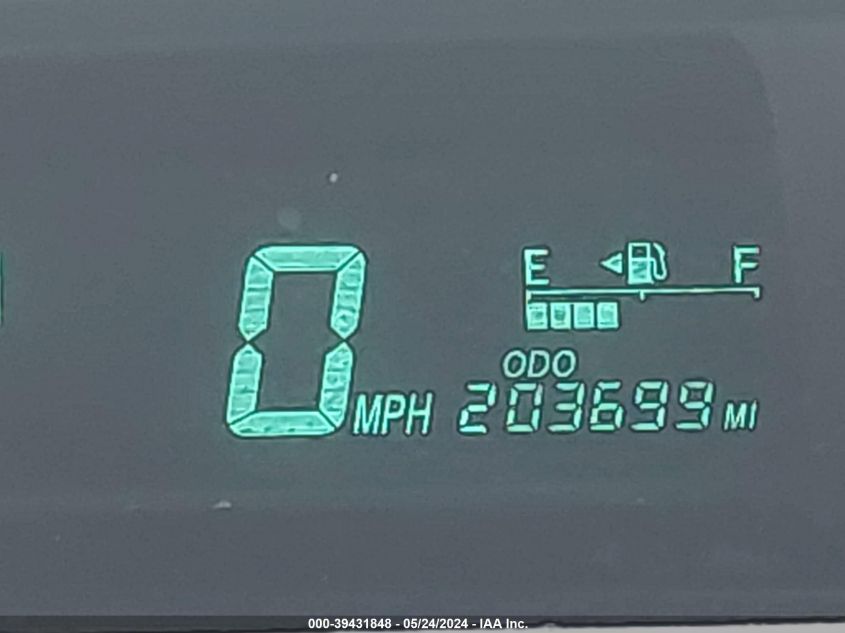 E ◄ F
ODO
0 MPH 203699 MI
000-39431848 - 05/24/2024 - IAA Inc.